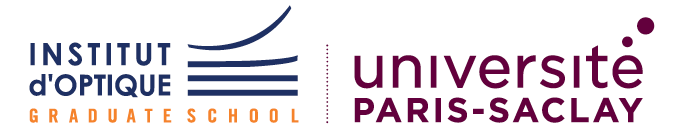 INSTITUT
d'OPTIQUE
GRADUATE SCHOOL
université
PARIS-SACLAY